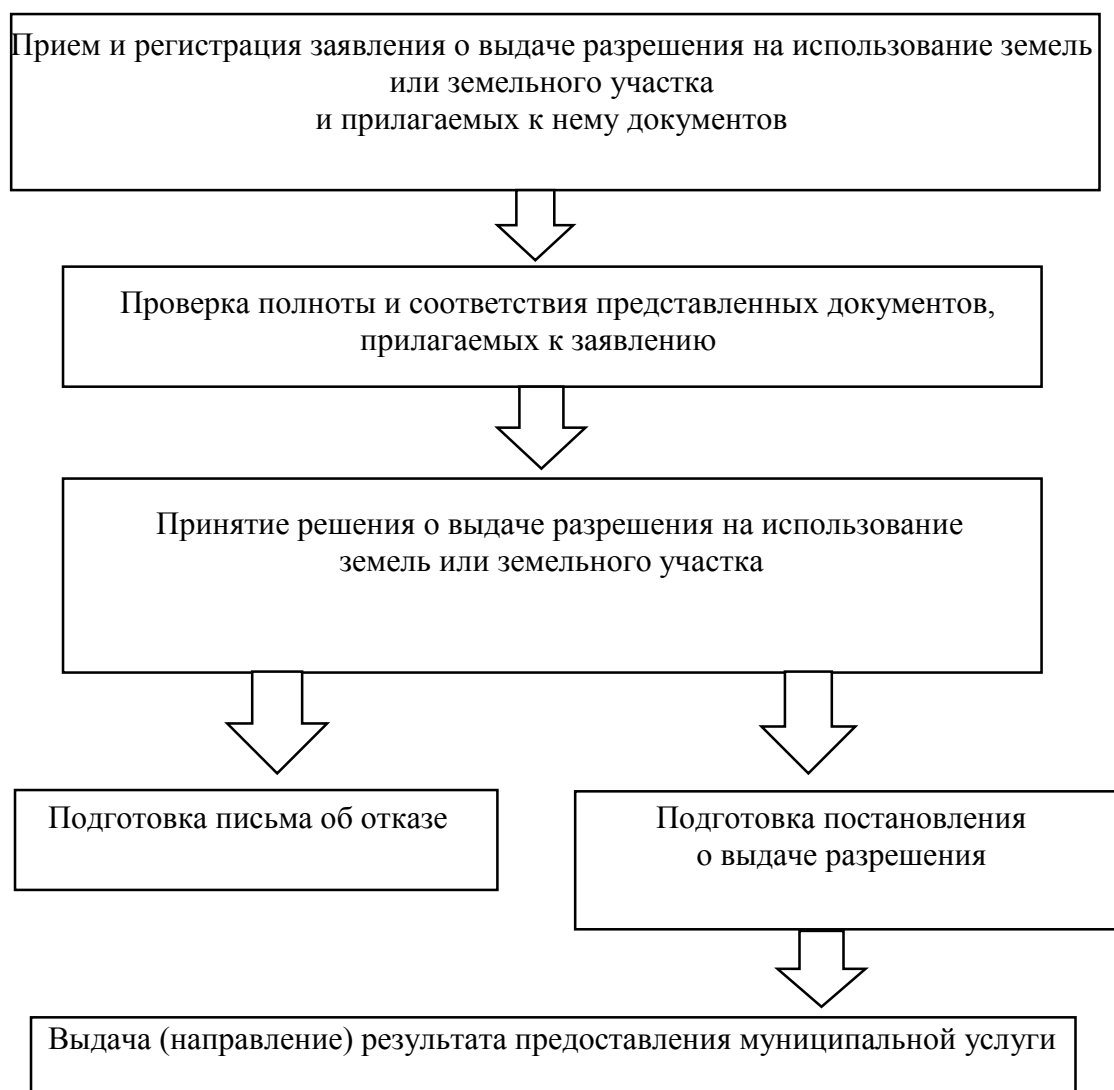 Прием и регистрация заявления о выдаче разрешения на использование земель
или земельного участка
и прилагаемых к нему документов
Проверка полноты и соответствия представленных документов,
прилагаемых к заявлению
Принятие решения о выдаче разрешения на использование
земель или земельного участка
Подготовка письма об отказе
Подготовка постановления
о выдаче разрешения
Выдача (направление) результата предоставления муниципальной услуги